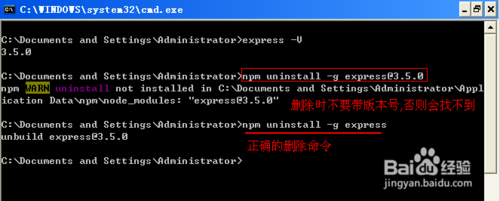 C:\WINDOWS\system32\cmd.exe
C:\Documents and Settings\Administrator>express -V
3.5.0
C:\Documents and Settings\Administrator>npm uninstall -g express@3.5.0
npm WARN uninstall not installed in C:\Documents and Settings\Administrator\Appl
ication Data\npm\node_modules: "express@3.5.0"
删除时不要带版本号,否则会找不到
C:\Documents and Settings\Administrator>npm uninstall -g express
unbuild express@3.5.0
正确的删除命令
C:\Documents and Settings\Administrator>
Baidu 经验
jingyan.baidu.com